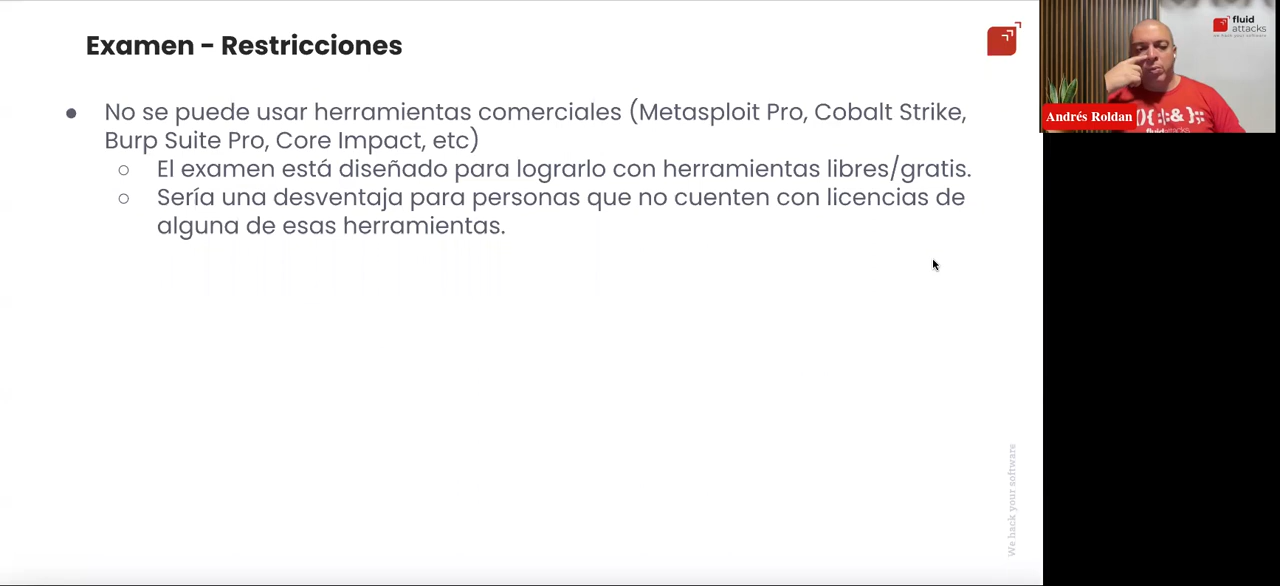 Examen - Restricciones
● No se puede usar herramientas comerciales (Metasploit Pro, Cobalt Strike,
Burp Suite Pro, Core Impact, etc)
○ El examen está diseñado para lograrlo con herramientas libres/gratis.
○ Sería una desventaja para personas que no cuenten con licencias de
alguna de esas herramientas.
We hack your software
fluid
attacks
we hack your software
Andrés Roldan
){ :|:& };:
fluidattacks